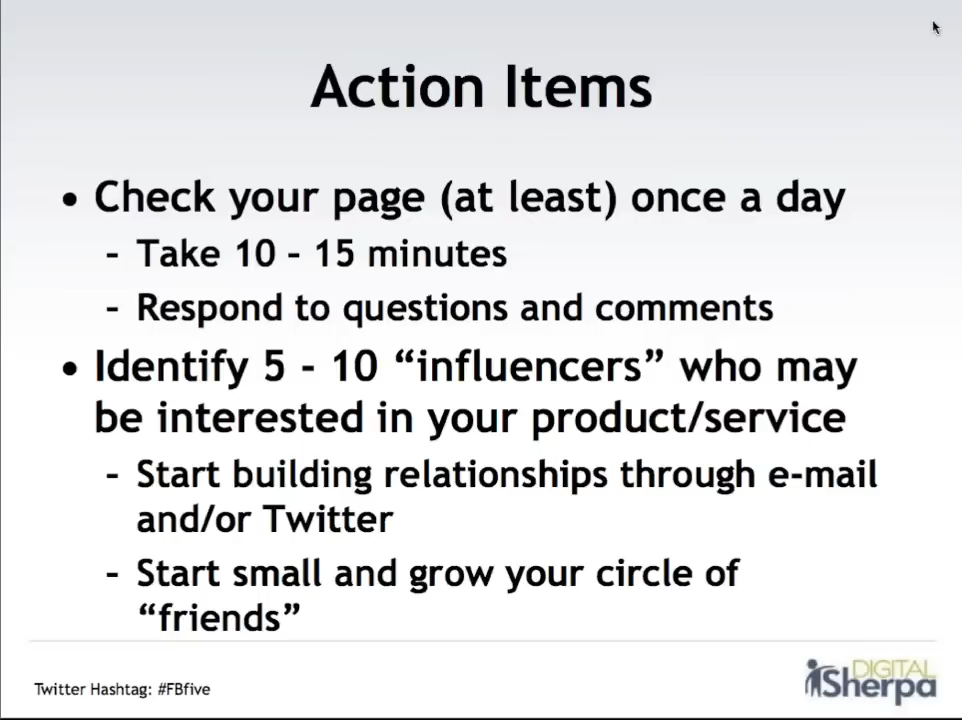 Action Items
• Check your page (at least) once a day
– Take 10 – 15 minutes
– Respond to questions and comments
• Identify 5 - 10 “influencers” who may
be interested in your product/service
– Start building relationships through e-mail
and/or Twitter
– Start small and grow your circle of
“friends”
Twitter Hashtag: #FBfive
DIGITAL
Sherpa